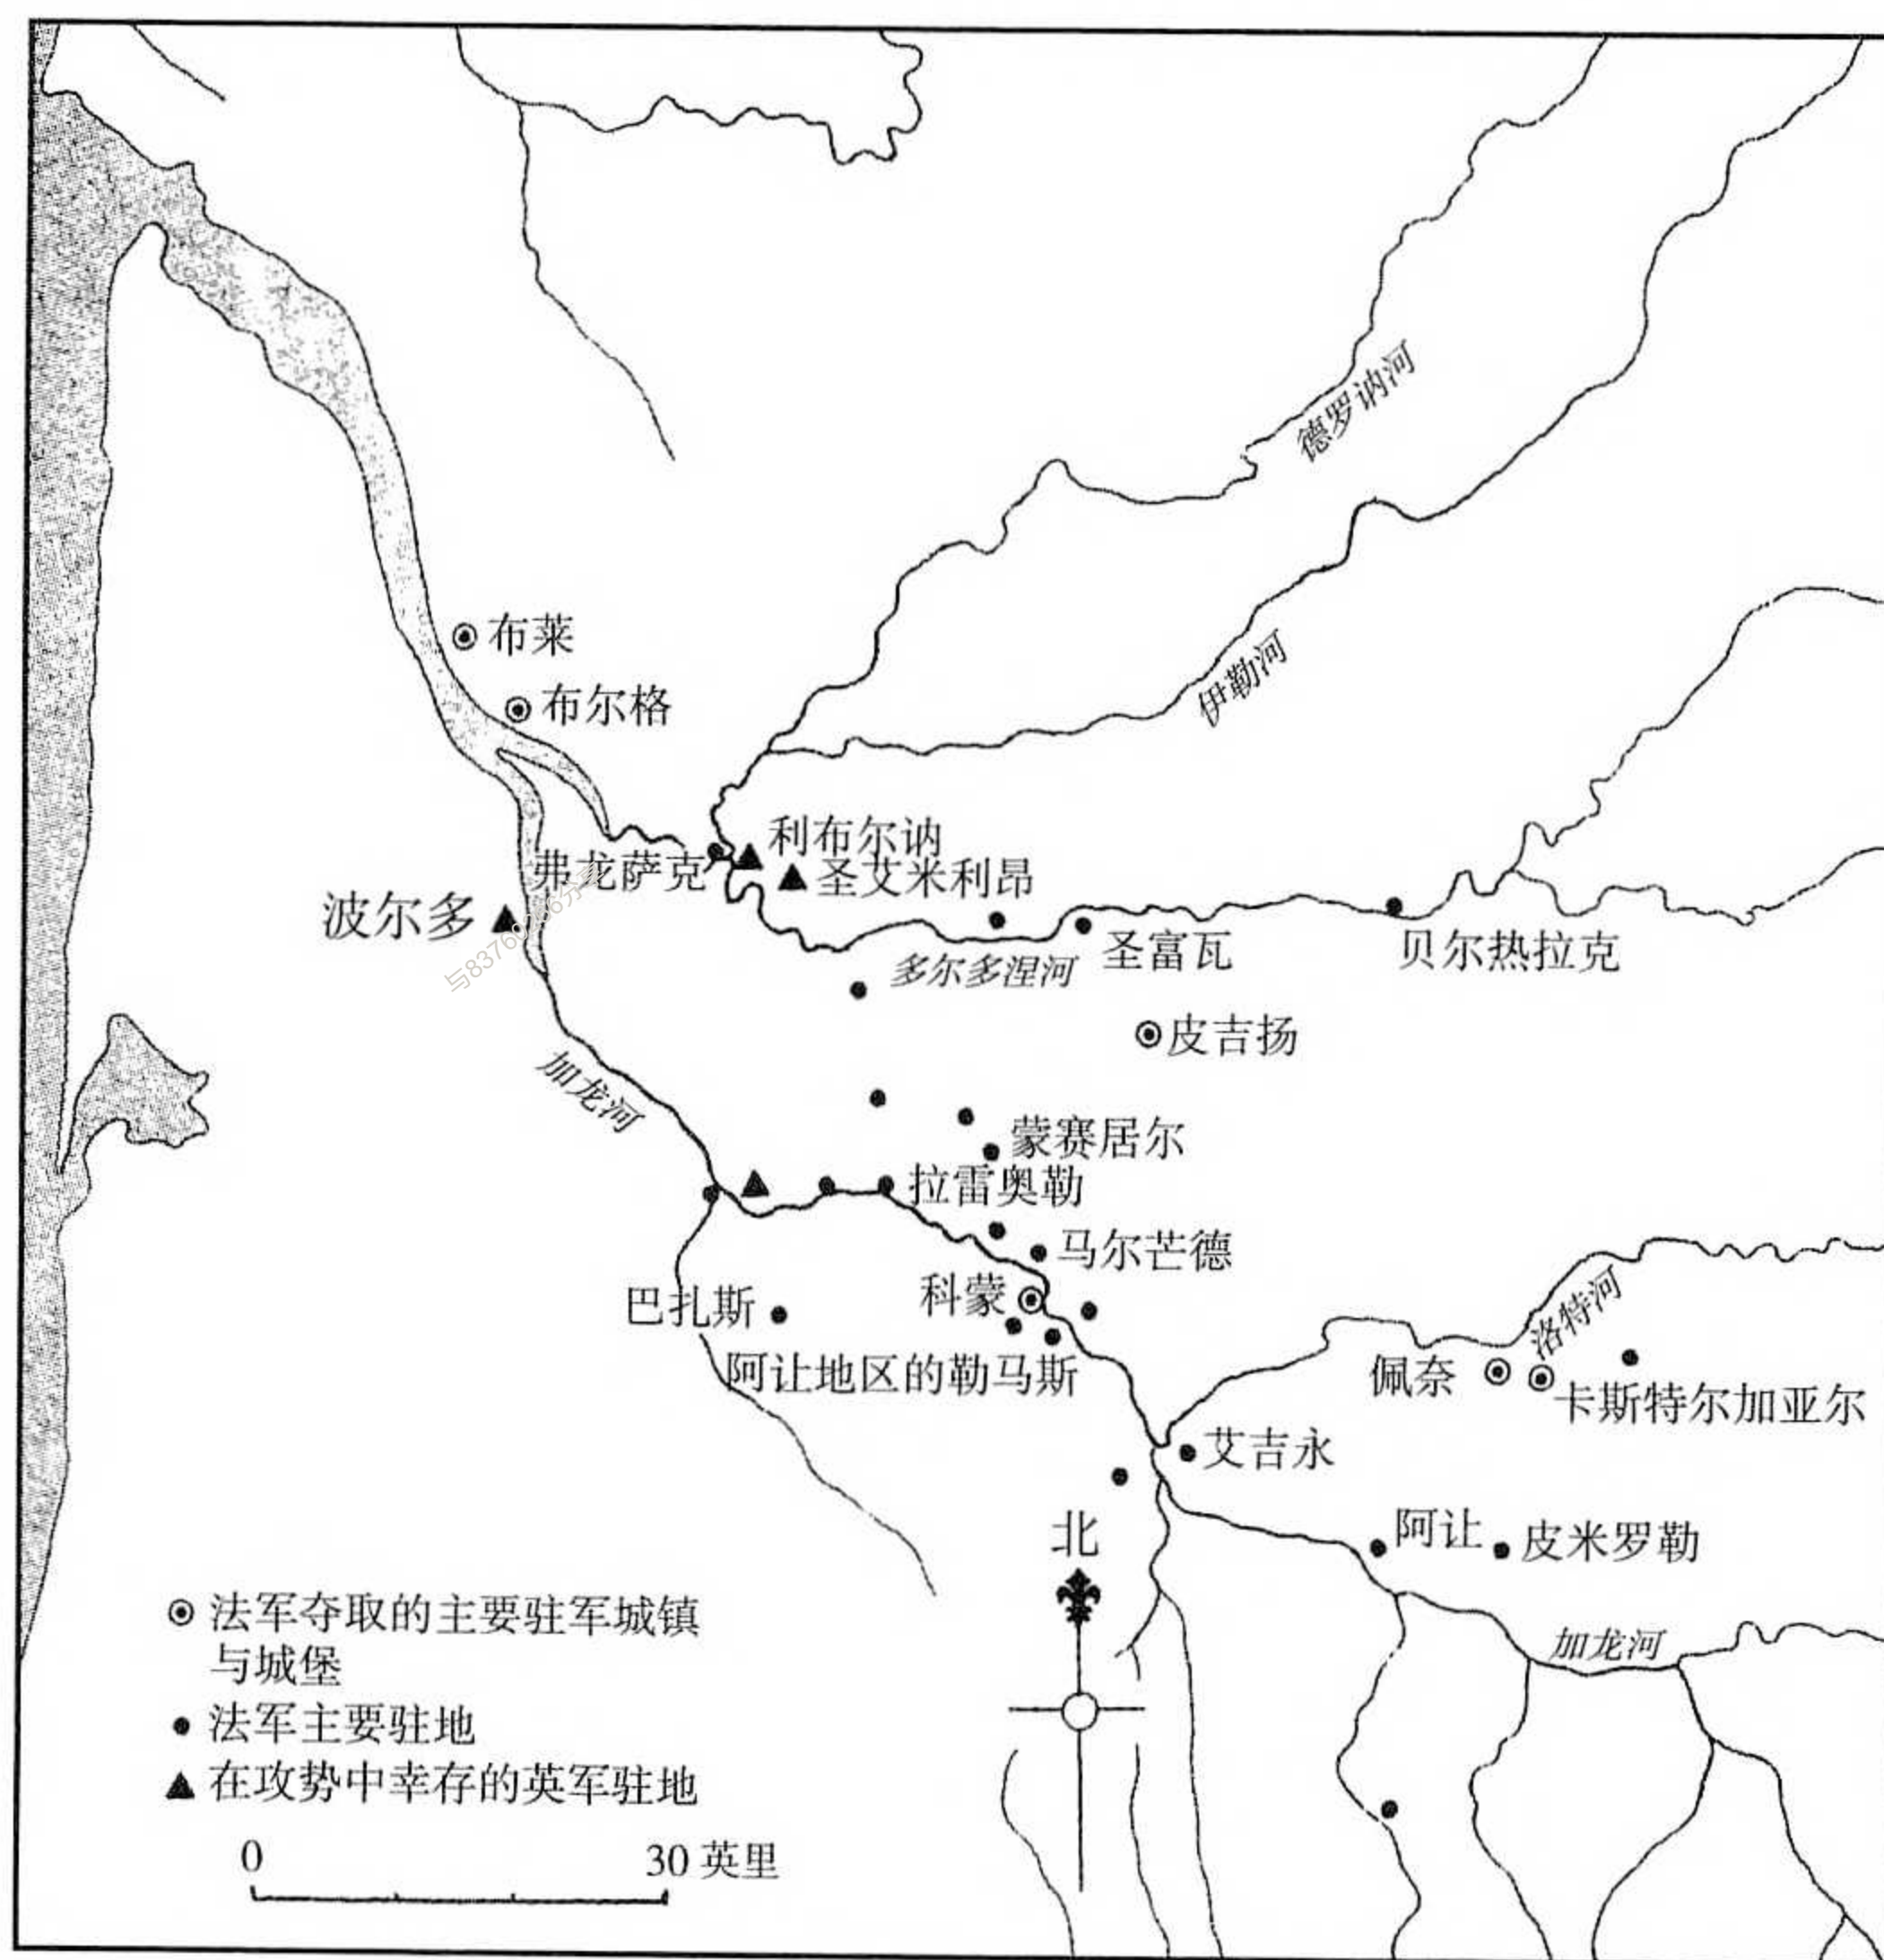 德罗讷河
伊勒河
布莱
布尔格
利布尔讷
弗龙萨克
圣艾米利昂
波尔多
多尔多涅河
圣富瓦
贝尔热拉克
皮吉扬
加龙河
蒙赛居尔
拉雷奥勒
马尔芒德
科蒙
巴扎斯
阿让地区的勒马斯
洛特河
佩奈
卡斯特尔加亚尔
艾吉永
北
阿让
皮米罗勒
加龙河
法军夺取的主要驻军城镇
与城堡
法军主要驻地
在攻势中幸存的英军驻地
0 30 英里